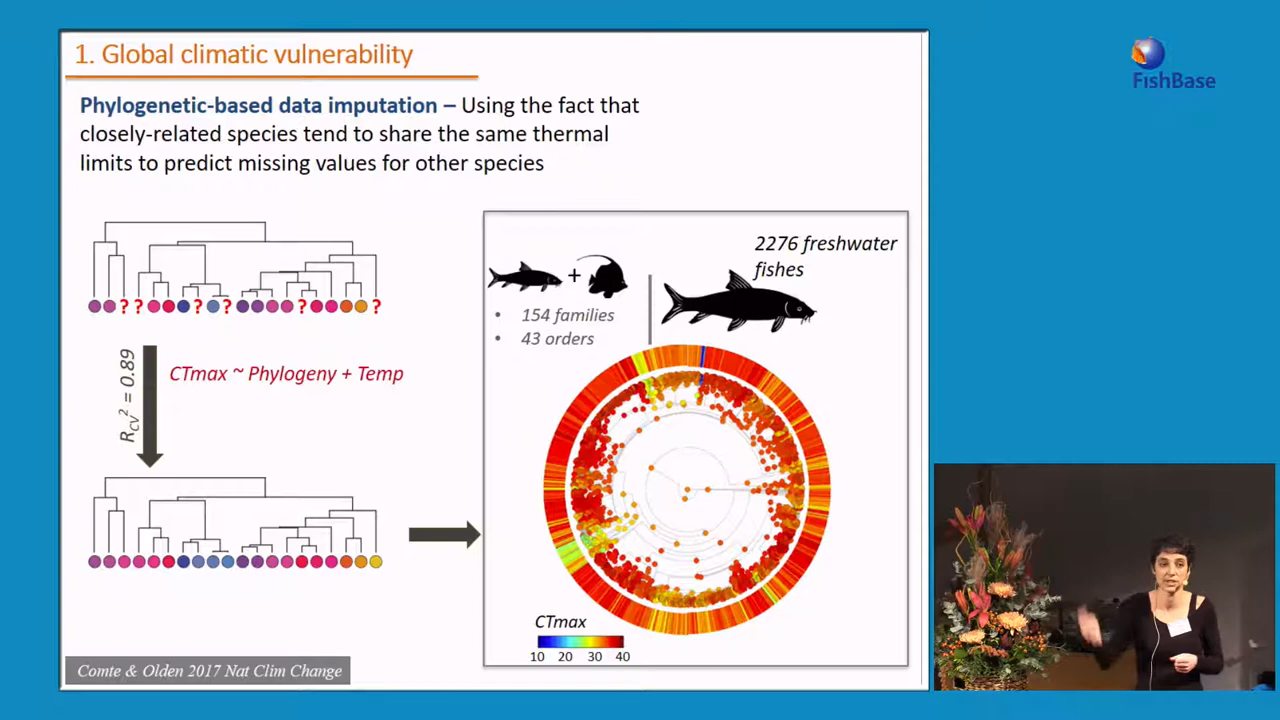 1. Global climatic vulnerability
FishBase
Phylogenetic-based data imputation – Using the fact that
closely-related species tend to share the same thermal
limits to predict missing values for other species
? ? ? ? ? ?
R_CV² = 0.89
CTmax ~ Phylogeny + Temp
+
• 154 families
• 43 orders
2276 freshwater
fishes
CTmax
10 20 30 40
Comte & Olden 2017 Nat Clim Change